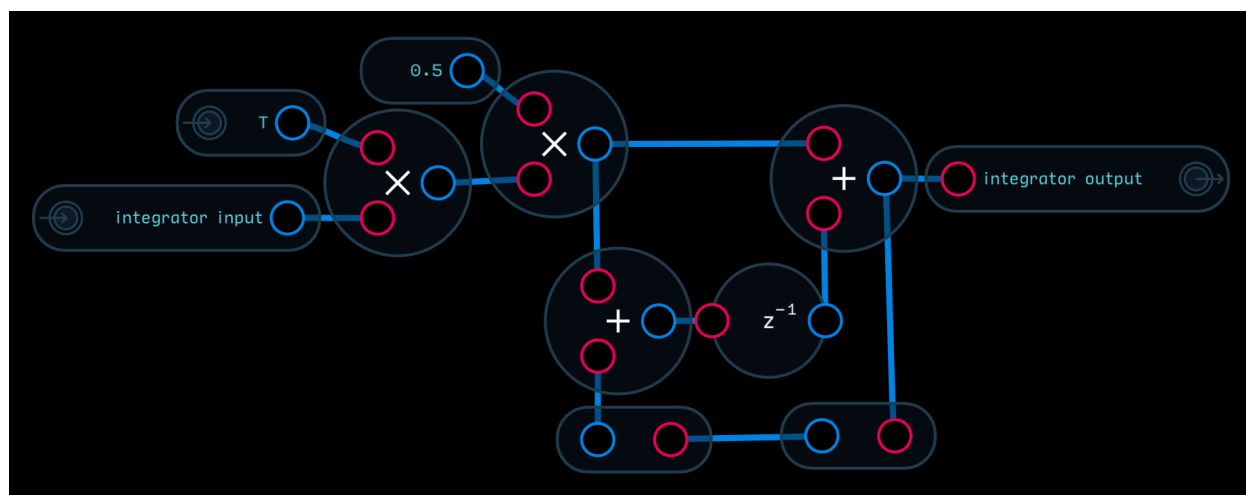 0.5
T
×
×
+
integrator output
integrator input
+
z⁻¹